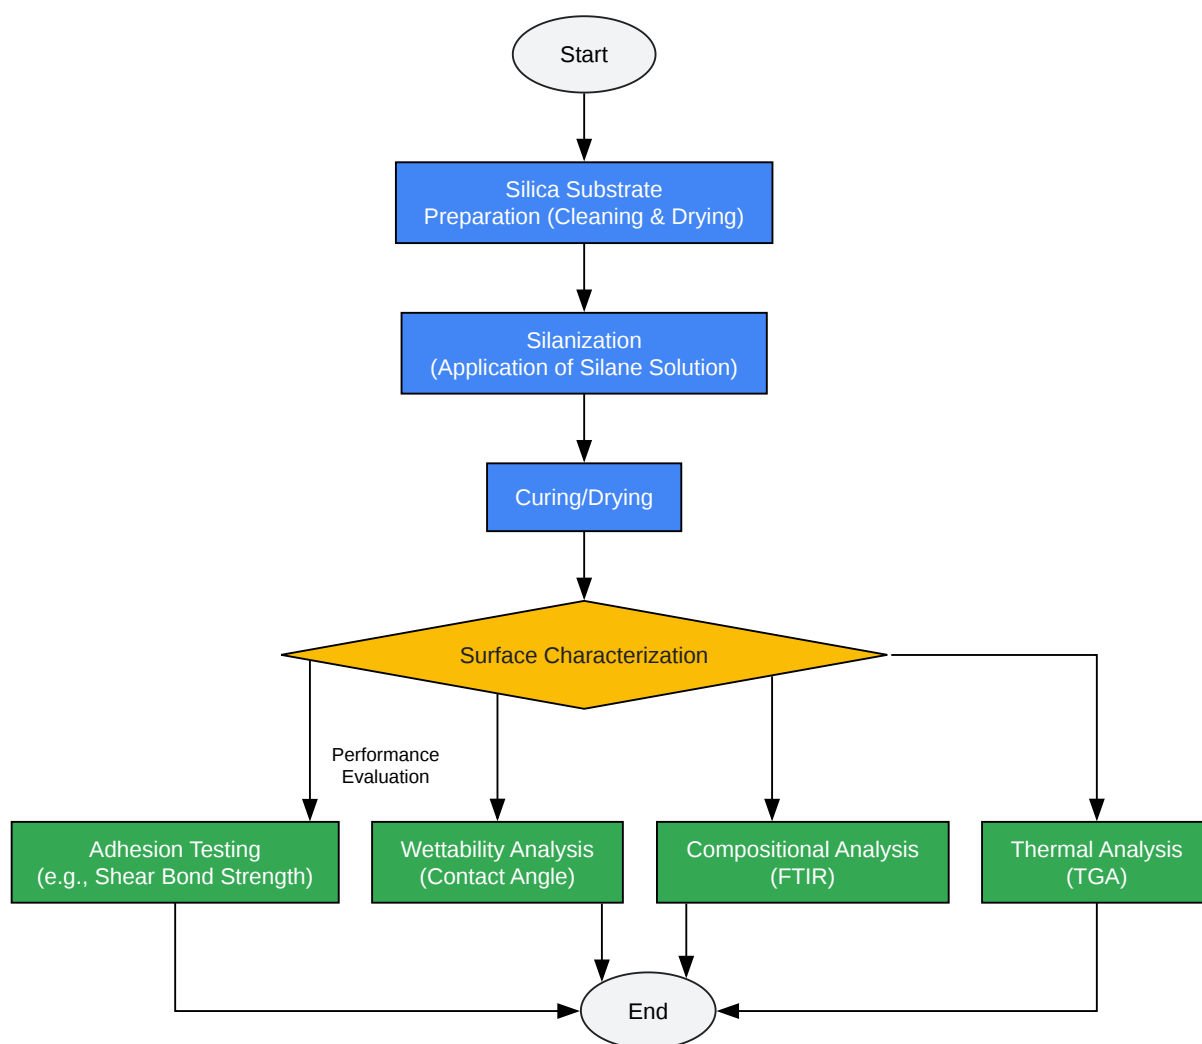 Start
Silica Substrate
Preparation (Cleaning & Drying)
Silanization
(Application of Silane Solution)
Curing/Drying
Surface Characterization
Performance
Evaluation
Adhesion Testing
(e.g., Shear Bond Strength)
Wettability Analysis
(Contact Angle)
Compositional Analysis
(FTIR)
Thermal Analysis
(TGA)
End